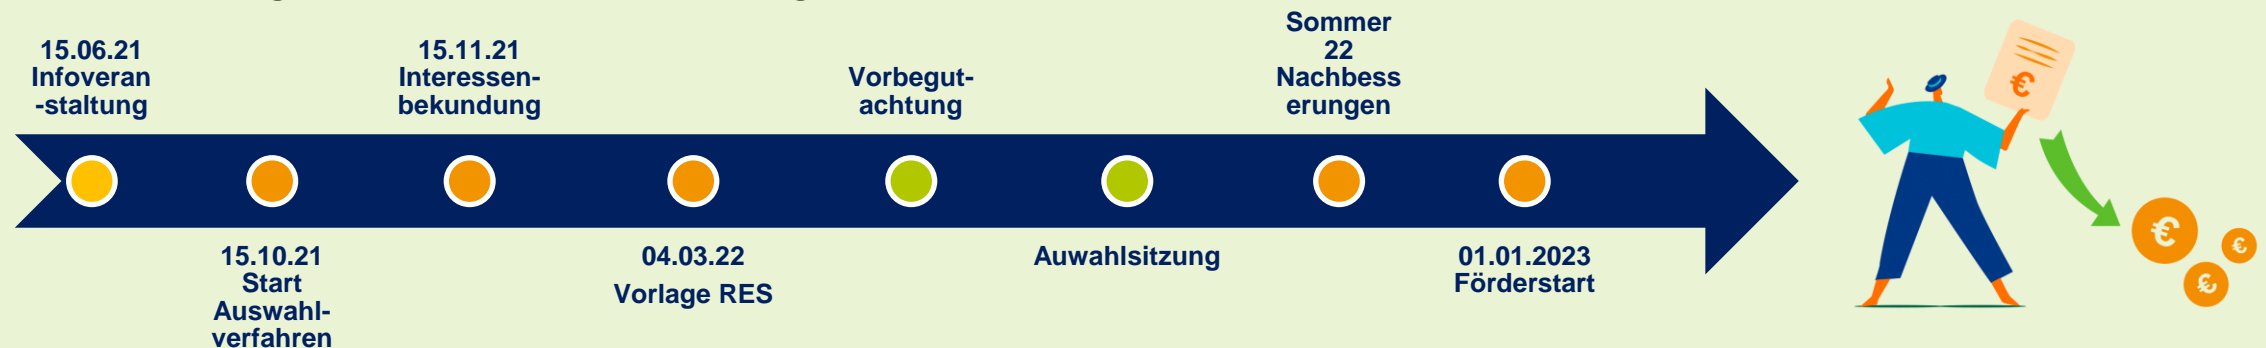 15.06.21
Infoveran
-staltung
15.10.21
Start
Auswahl-
verfahren
15.11.21
Interessen-
bekundung
04.03.22
Vorlage RES
Vorbegut-
achtung
Auwahlsitzung
Sommer
22
Nachbess
erungen
01.01.2023
Förderstart
€
€
€
€